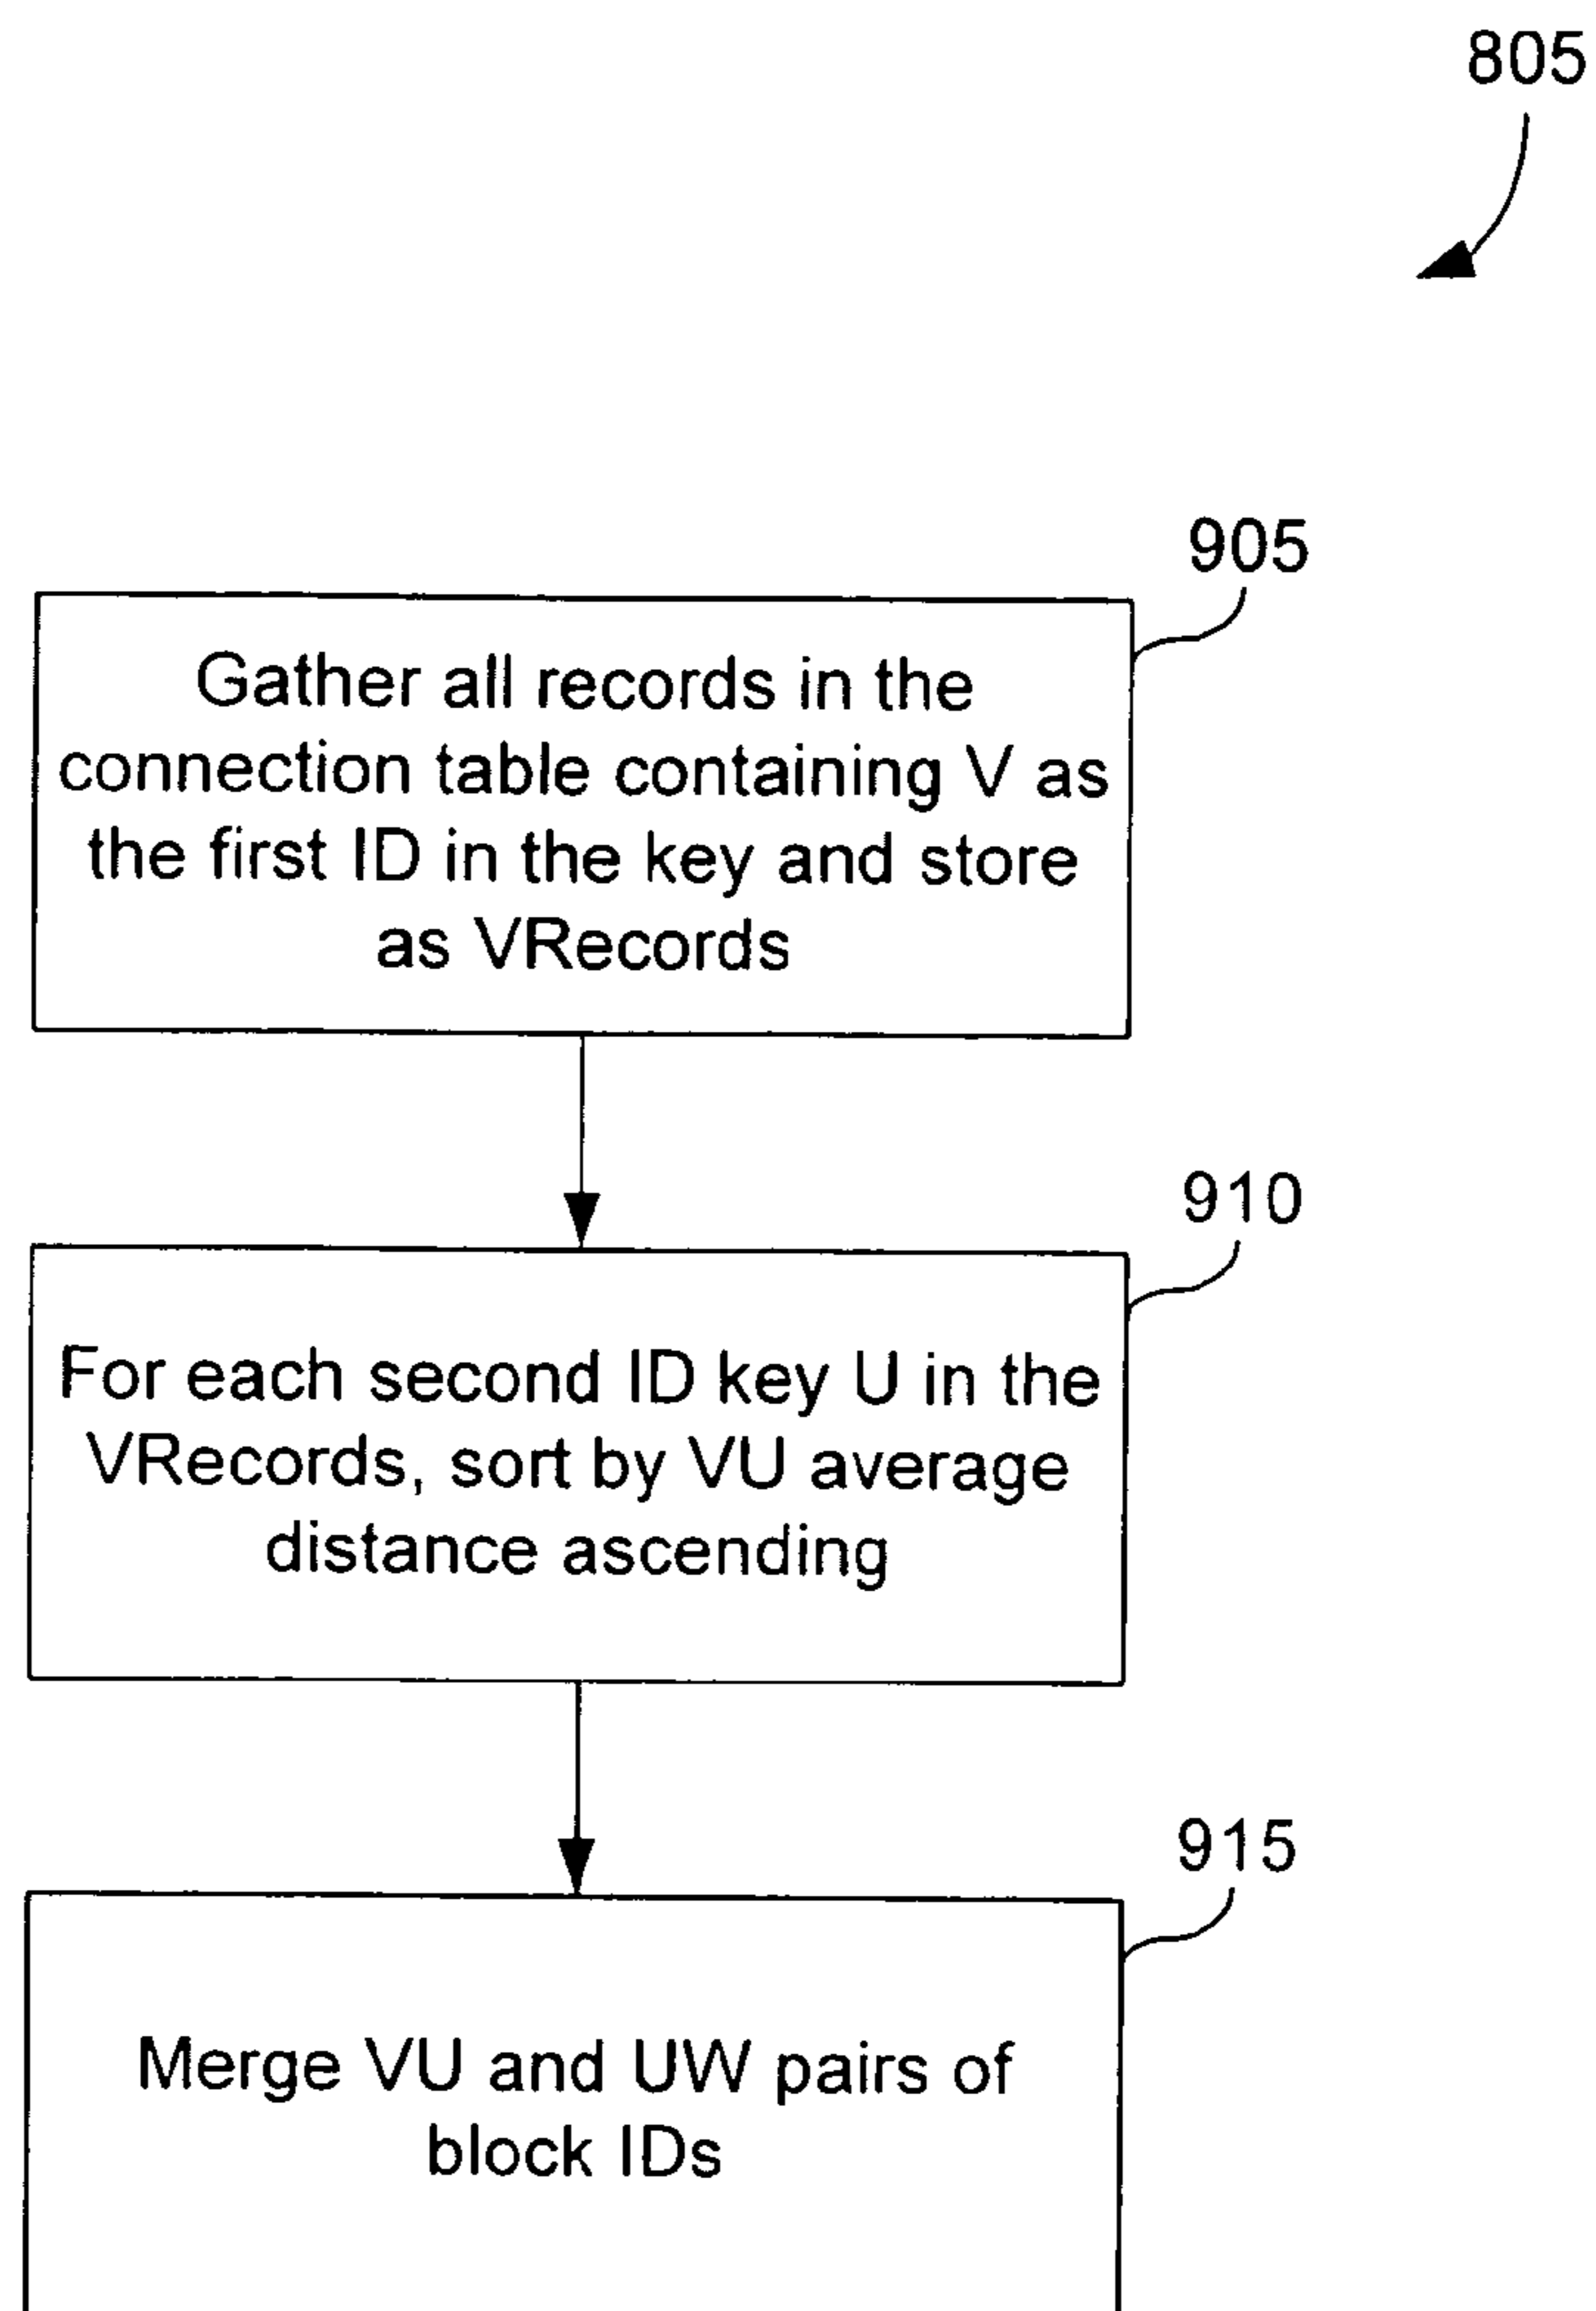 805
905
Gather all records in the
connection table containing V as
the first ID in the key and store
as VRecords
910
For each second ID key U in the
VRecords, sort by VU average
distance ascending
915
Merge VU and UW pairs of
block IDs